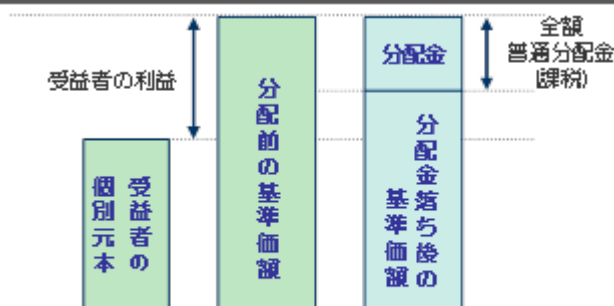 受益者の利益
受益者の
個別元本
分配前の基準価額
分配金
分配金落ち後の
基準価額
全額
普通分配金
(課税)